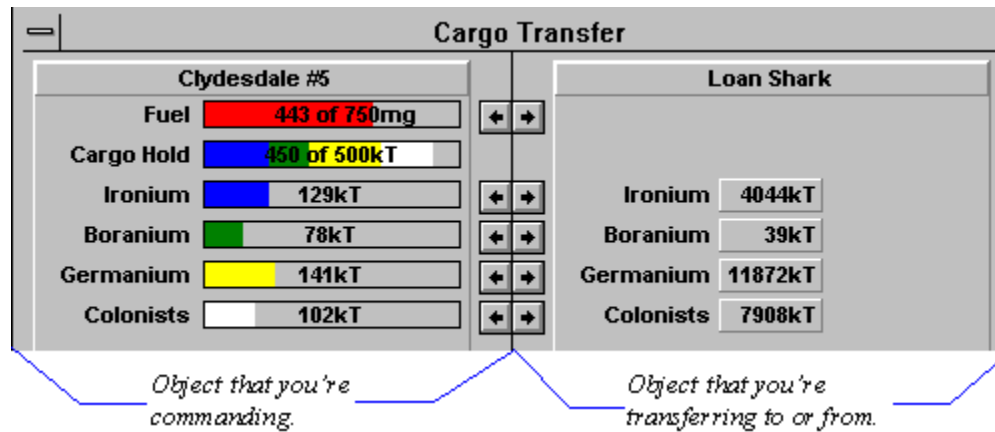 Cargo Transfer
Clydesdale #5
Fuel 443 of 750mg
Cargo Hold 450 of 500kT
Ironium 129kT
Boranium 78kT
Germanium 141kT
Colonists 102kT
Loan Shark
Ironium 4044kT
Boranium 39kT
Germanium 11872kT
Colonists 7908kT
Object that you're
commanding.
Object that you're
transferring to or from.